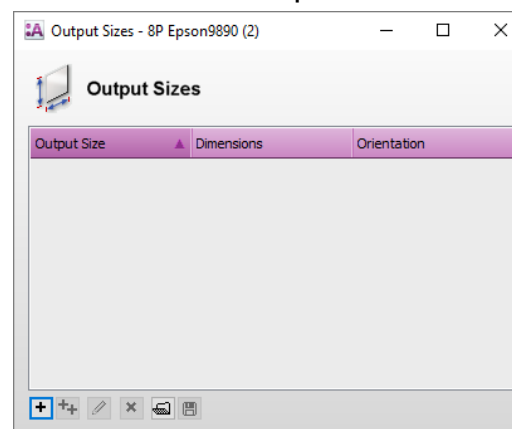 Output Sizes - 8P Epson9890 (2)
Output Sizes
Output Size Dimensions Orientation